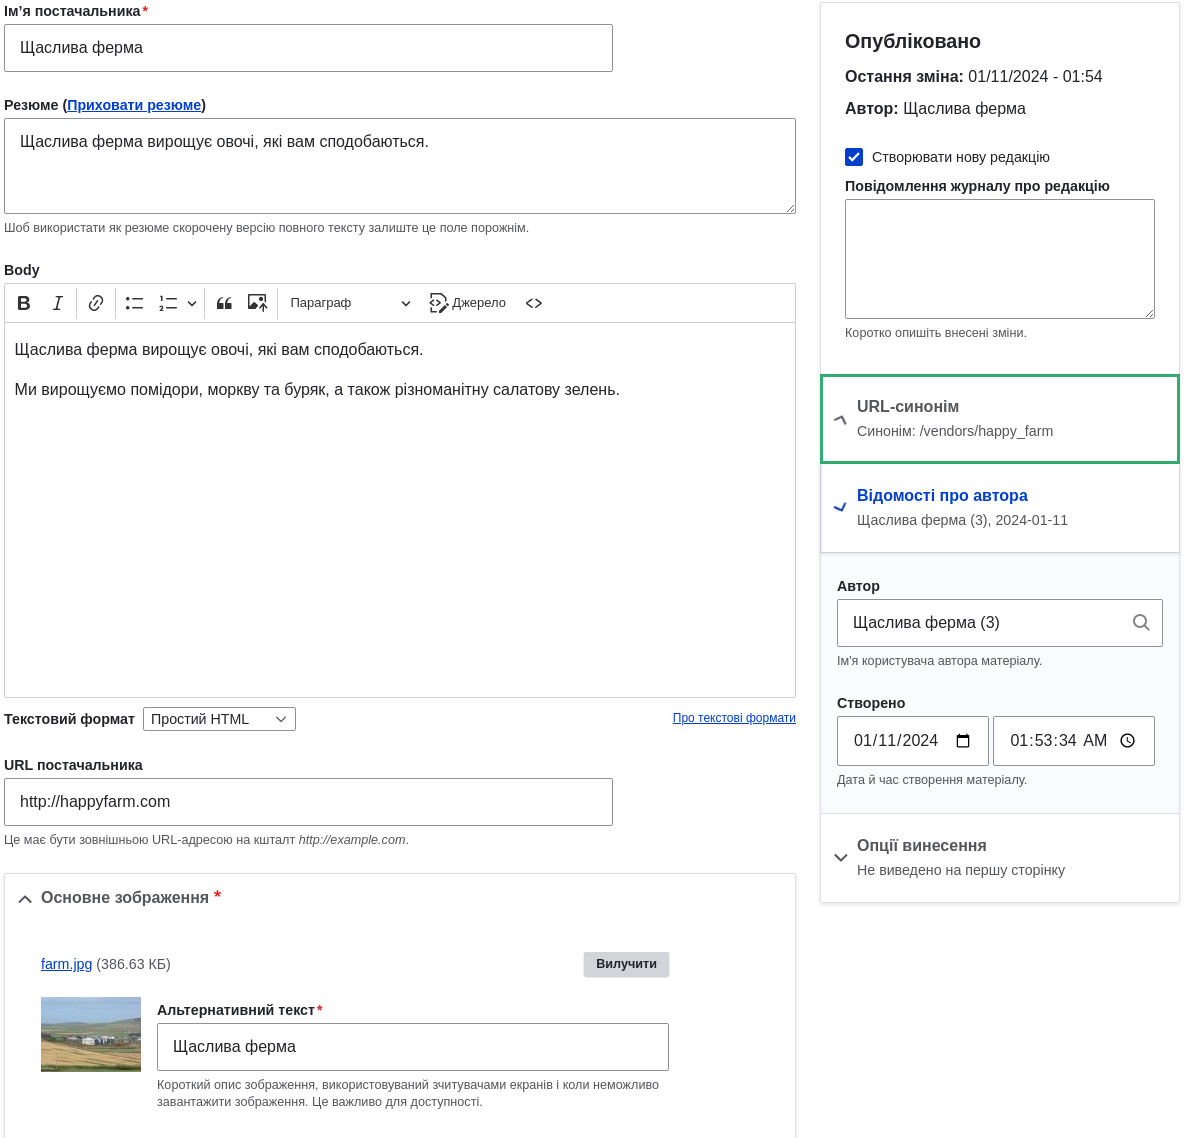 Ім’я постачальника*
Щаслива ферма
Резюме (Приховати резюме)
Щаслива ферма вирощує овочі, які вам сподобаються.
Шоб використати як резюме скорочену версію повного тексту залиште це поле порожнім.
Body
B I Параграф Джерело
Щаслива ферма вирощує овочі, які вам сподобаються.
Ми вирощуємо помідори, моркву та буряк, а також різноманітну салатову зелень.
Текстовий формат Простий HTML Про текстові формати
URL постачальника
http://happyfarm.com
Це має бути зовнішньою URL-адресою на кшталт http://example.com.
Основне зображення *
farm.jpg (386.63 КБ) Вилучити
Альтернативний текст*
Щаслива ферма
Короткий опис зображення, використовуваний зчитувачами екранів і коли неможливо
завантажити зображення. Це важливо для доступності.
Опубліковано
Остання зміна: 01/11/2024 - 01:54
Автор: Щаслива ферма
Створювати нову редакцію
Повідомлення журналу про редакцію
Коротко опишіть внесені зміни.
URL-синонім
Синонім: /vendors/happy_farm
Відомості про автора
Щаслива ферма (3), 2024-01-11
Автор
Щаслива ферма (3)
Ім'я користувача автора матеріалу.
Створено
01/11/2024 01:53:34 AM
Дата й час створення матеріалу.
Опції винесення
Не виведено на першу сторінку